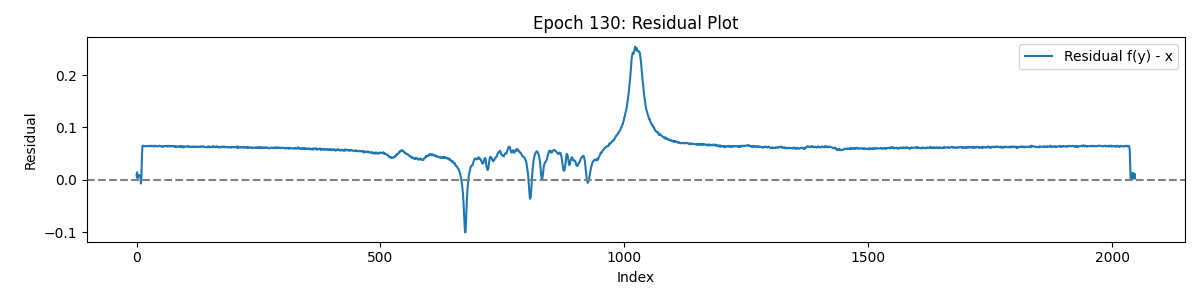 Epoch 130: Residual Plot
Residual f(y) - x
Residual
0.2
0.1
0.0
−0.1
0
500
1000
1500
2000
Index